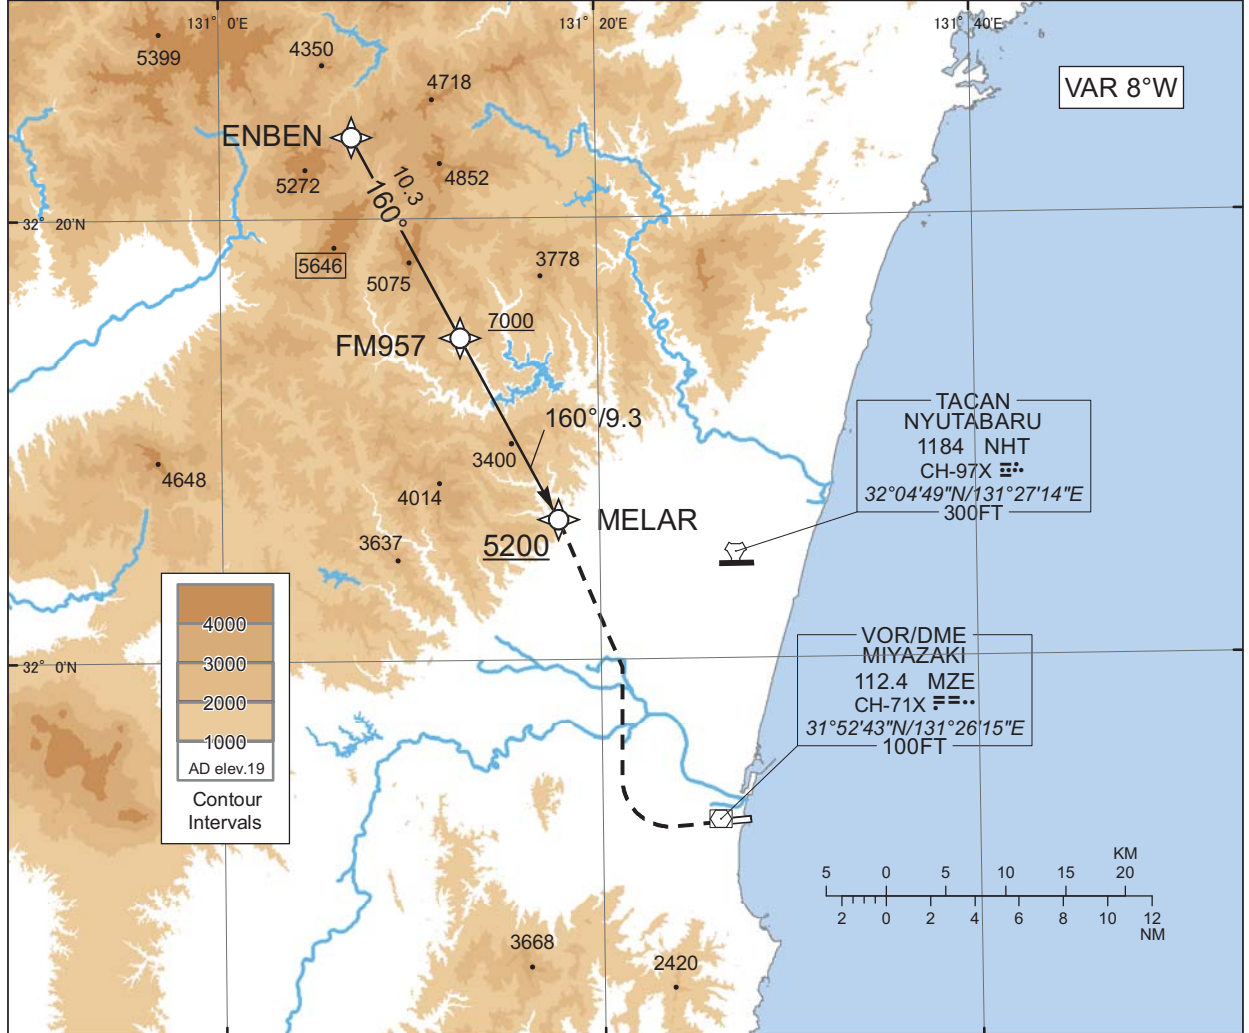 131° 0'E
131° 20'E
131° 40'E
5399
4350
4718
VAR 8°W
ENBEN
5272
4852
10.3
160°
32° 20'N
5646
5075
3778
7000
FM957
160°/9.3
3400
4648
4014
MELAR
5200
3637
TACAN
NYUTABARU
1184 NHT
CH-97X
32°04'49"N/131°27'14"E
300FT
4000
3000
2000
1000
AD elev.19
Contour
Intervals
32° 0'N
VOR/DME
MIYAZAKI
112.4 MZE
CH-71X
31°52'43"N/131°26'15"E
100FT
KM
5 0 5 10 15 20
2 0 2 4 6 8 10 12
NM
3668
2420